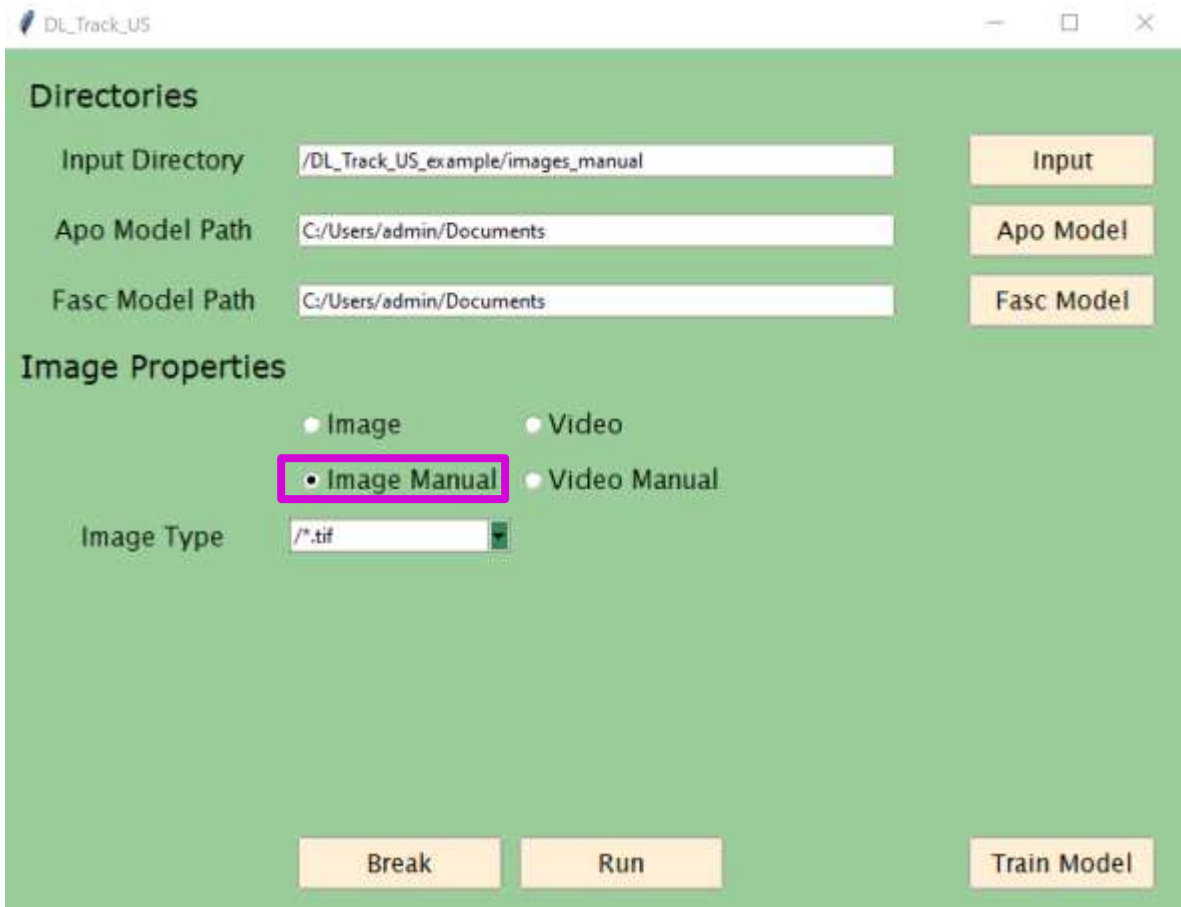 DL_Track_US
Directories
Input Directory /DL_Track_US_example/images_manual Input
Apo Model Path C:/Users/admin/Documents Apo Model
Fasc Model Path C:/Users/admin/Documents Fasc Model
Image Properties
Image Video
Image Manual Video Manual
Image Type /*.tif
Break Run Train Model